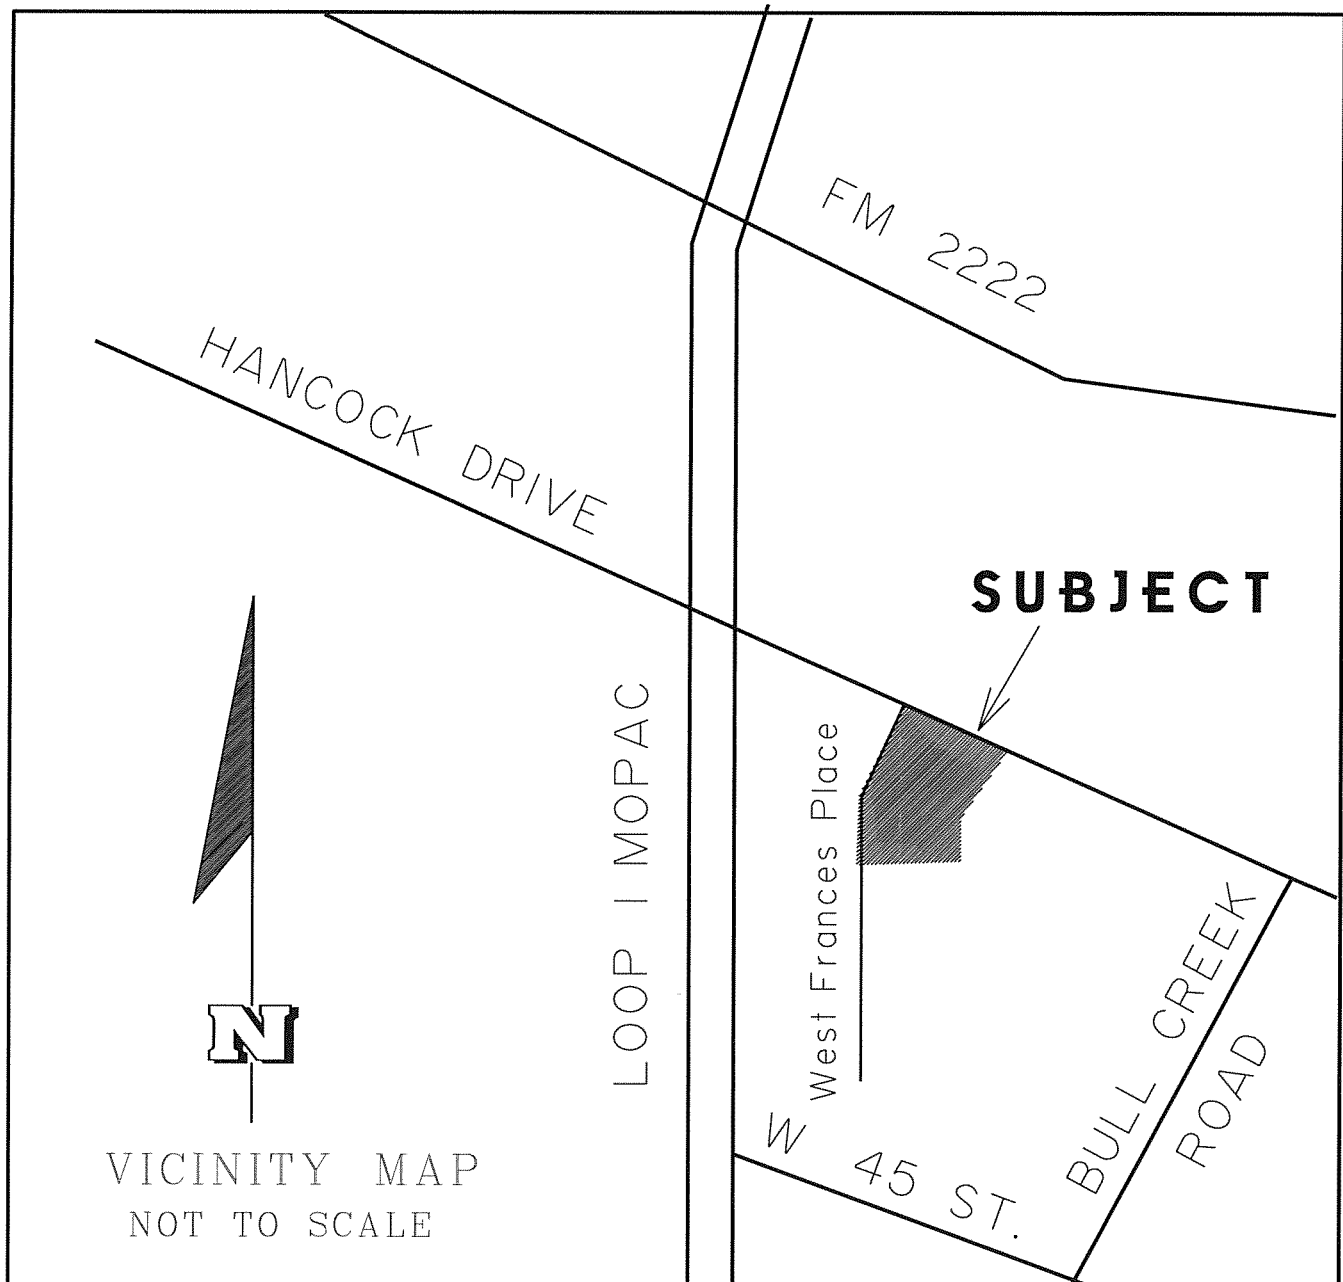 FM 2222
HANCOCK DRIVE
SUBJECT
LOOP 1 MOPAC
West Frances Place
BULL CREEK
ROAD
W 45 ST.
N
VICINITY MAP
NOT TO SCALE